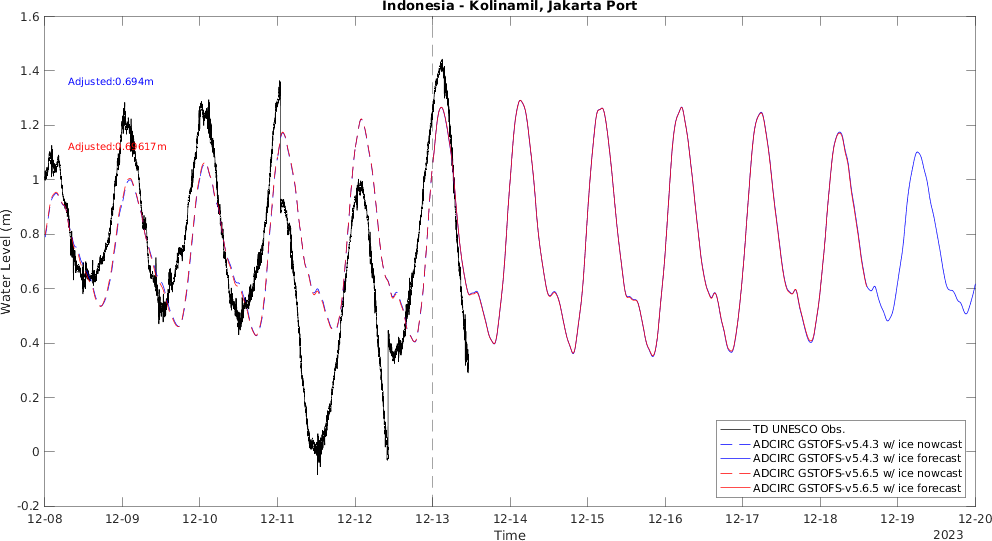 Indonesia - Kolinamil, Jakarta Port
1.6
1.4
1.2
1
0.8
0.6
0.4
0.2
0
-0.2
Water Level (m)
Adjusted:0.694m
Adjusted:0.69617m
12-08
12-09
12-10
12-11
12-12
12-13
12-14
12-15
12-16
12-17
12-18
12-19
12-20
Time
2023
TD UNESCO Obs.
ADCIRC GSTOFS-v5.4.3 w/ ice nowcast
ADCIRC GSTOFS-v5.4.3 w/ ice forecast
ADCIRC GSTOFS-v5.6.5 w/ ice nowcast
ADCIRC GSTOFS-v5.6.5 w/ ice forecast